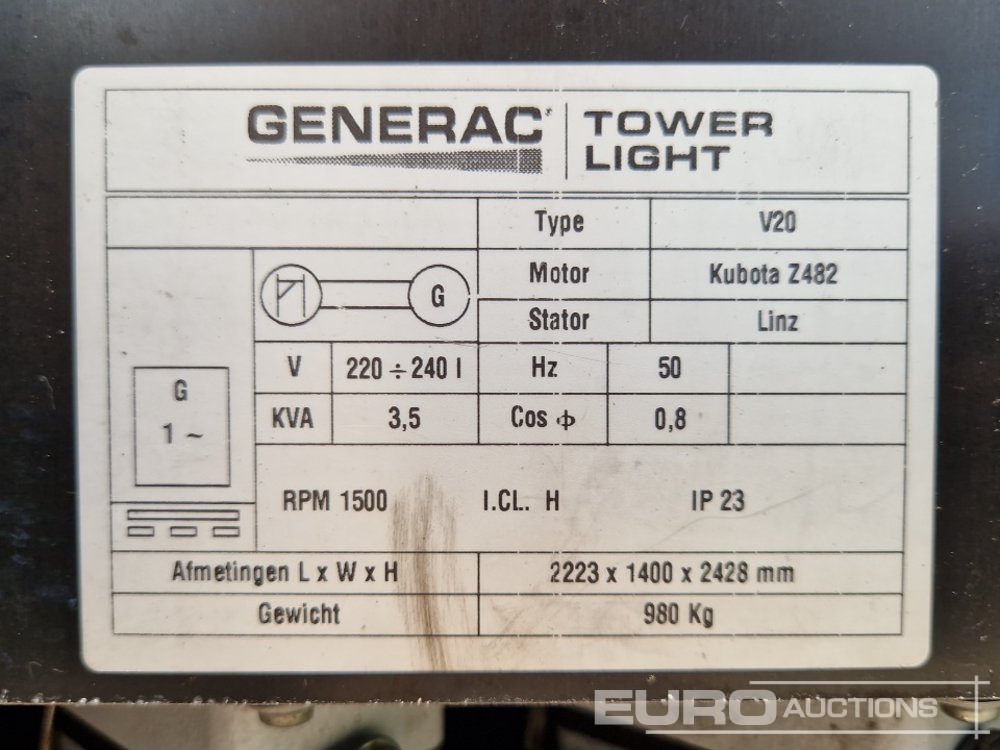 GENERAC
TOWER
LIGHT
Type V20
Motor Kubota Z482
G
Stator Linz
V 220 ÷ 240 I Hz 50
G
1 ~
KVA 3,5 Cos ϕ 0,8
RPM 1500 I.CL. H IP 23
Afmetingen L x W x H 2223 x 1400 x 2428 mm
Gewicht 980 Kg
EURO AUCTIONS